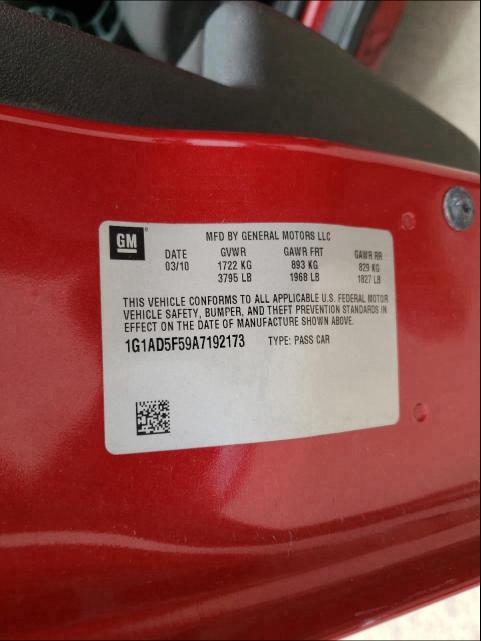 GM
MFD BY GENERAL MOTORS LLC
DATE GVWR GAWR FRT GAWR RR
03/10 1722 KG 893 KG 829 KG
3795 LB 1968 LB 1827 LB
THIS VEHICLE CONFORMS TO ALL APPLICABLE U.S. FEDERAL MOTOR
VEHICLE SAFETY, BUMPER, AND THEFT PREVENTION STANDARDS IN
EFFECT ON THE DATE OF MANUFACTURE SHOWN ABOVE.
1G1AD5F59A7192173 TYPE: PASS CAR